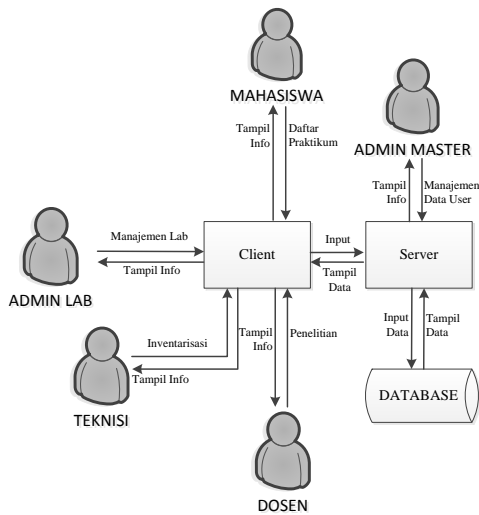 MAHASISWA
Tampil
Info
Daftar
Praktikum
ADMIN MASTER
Tampil
Info
Manajemen
Data User
Manajemen Lab
Tampil Info
ADMIN LAB
Client
Input
Tampil
Data
Server
Inventarisasi
Tampil Info
TEKNISI
Tampil
Info
Penelitian
Input
Data
Tampil
Data
DATABASE
DOSEN